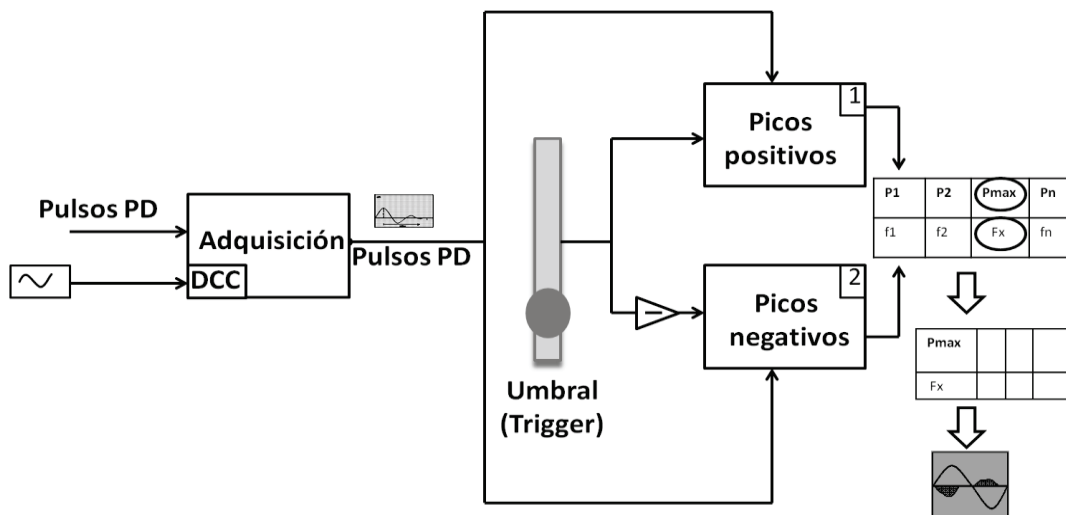 Pulsos PD
Adquisición
DCC
Pulsos PD
Umbral
(Trigger)
1
Picos
positivos
2
Picos
negativos
P1 P2 Pmax Pn
f1 f2 Fx fn
Pmax
Fx